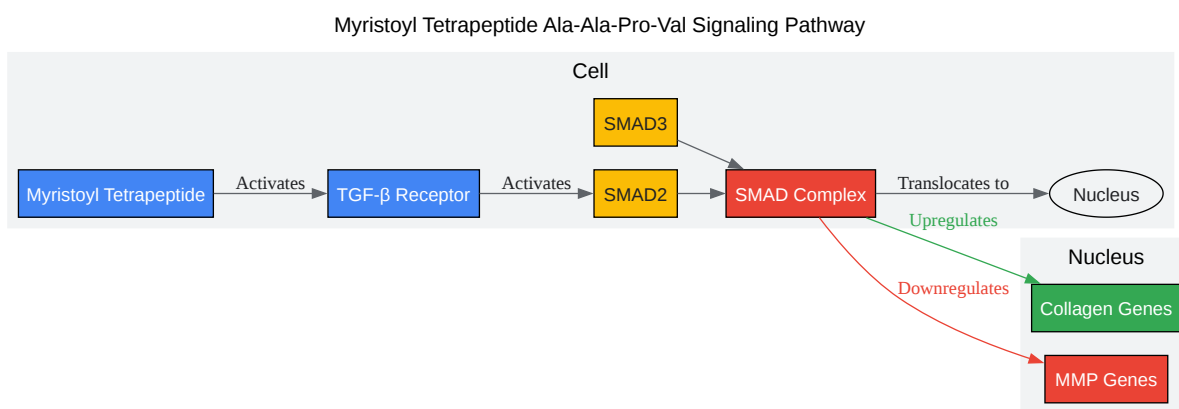 Myristoyl Tetrapeptide Ala-Ala-Pro-Val Signaling Pathway
Cell
SMAD3
Myristoyl Tetrapeptide
Activates
TGF-β Receptor
Activates
SMAD2
SMAD Complex
Translocates to
Nucleus
Upregulates
Nucleus
Downregulates
Collagen Genes
MMP Genes